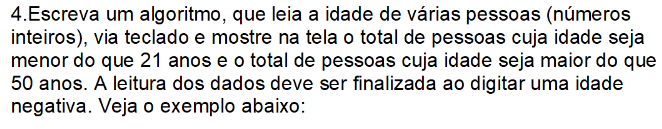 4.Escreva um algoritmo, que leia a idade de várias pessoas (números
inteiros), via teclado e mostre na tela o total de pessoas cuja idade seja
menor do que 21 anos e o total de pessoas cuja idade seja maior do que
50 anos. A leitura dos dados deve ser finalizada ao digitar uma idade
negativa. Veja o exemplo abaixo: